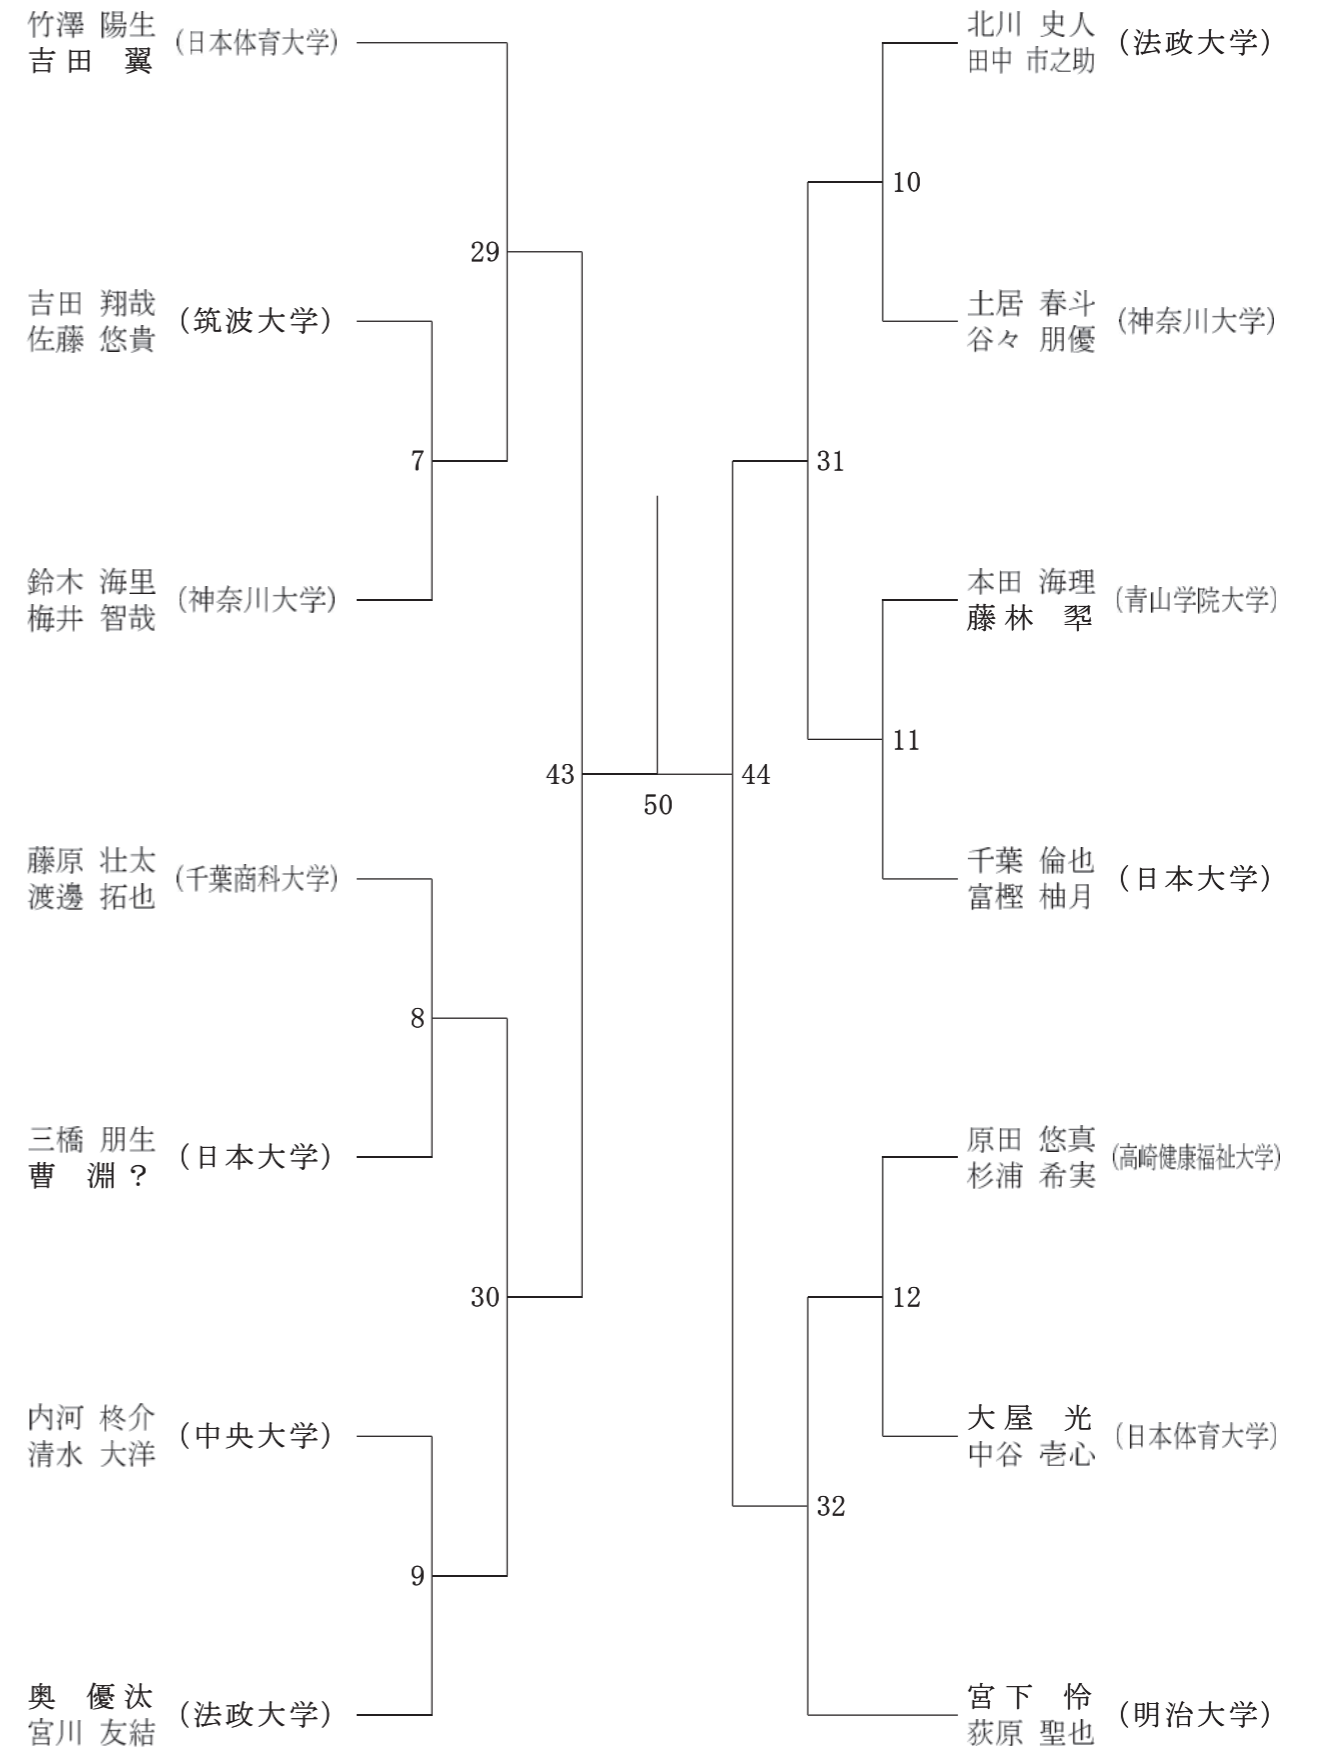 竹澤 陽生
吉田 翼
(日本体育大学)
29
吉田 翔哉
佐藤 悠貴
(筑波大学)
7
鈴木 海里
梅井 智哉
(神奈川大学)
43
50
藤原 壮太
渡邊 拓也
(千葉商科大学)
8
三橋 朋生
曹 淵?
(日本大学)
30
内河 柊介
清水 大洋
(中央大学)
9
奥 優汰
宮川 友結
(法政大学)
北川 史人
田中 市之助
(法政大学)
10
土居 春斗
谷々 朋優
(神奈川大学)
31
本田 海理
藤林 翠
(青山学院大学)
11
44
千葉 倫也
富樫 柚月
(日本大学)
原田 悠真
杉浦 希実
(高崎健康福祉大学)
12
大屋 光
中谷 壱心
(日本体育大学)
32
宮下 怜
荻原 聖也
(明治大学)